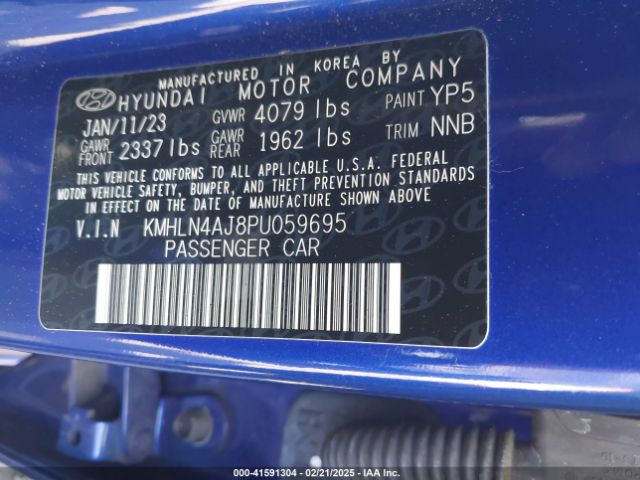 MANUFACTURED IN KOREA BY
HYUNDAI MOTOR COMPANY
JAN/11/23 GVWR 4079 lbs PAINT YP5
GAWR FRONT 2337 lbs GAWR REAR 1962 lbs TRIM NNB
THIS VEHICLE CONFORMS TO ALL APPLICABLE U.S.A. FEDERAL
MOTOR VEHICLE SAFETY, BUMPER, AND THEFT PREVENTION STANDARDS
IN EFFECT ON THE DATE OF MANUFACTURE SHOWN ABOVE.
V.I.N KMHLN4AJ8PU059695
PASSENGER CAR
00-41591304 / 02/21/2025 - IAA Inc.